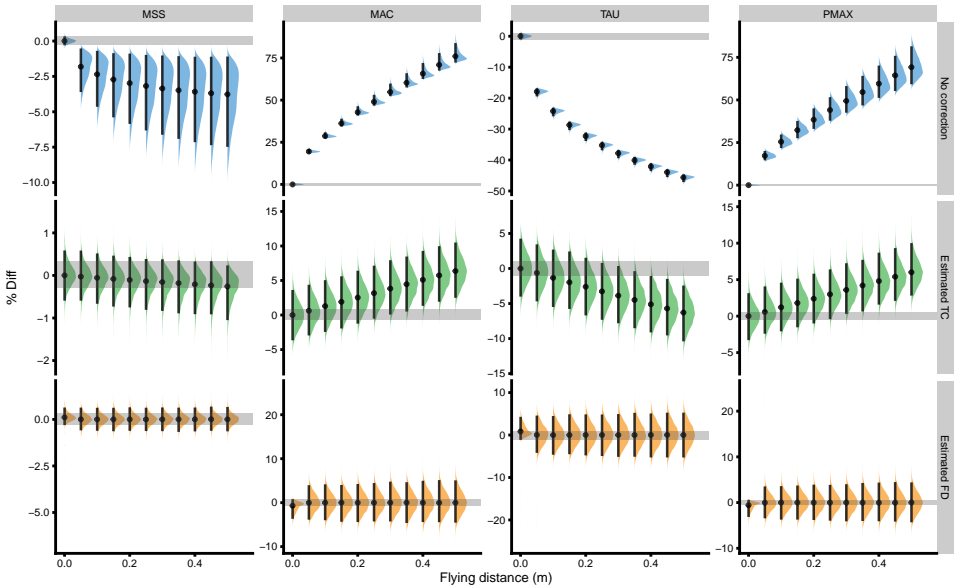 MSS MAC TAU PMAX
% Diff
0.0 −2.5 −5.0 −7.5 −10.0
75 50 25 0
0 −10 −20 −30 −40 −50
75 50 25 0
No correction
1 0 −1 −2
15 10 5 0 −5
10 5 0 −5 −10 −15
15 10 5 0 −5
Estimated TC
0.0 −2.5 −5.0
20 10 0 −10
10 0 −10 −20
20 10 0 −10
Estimated FD
0.0 0.2 0.4 0.0 0.2 0.4 0.0 0.2 0.4 0.0 0.2 0.4
Flying distance (m)